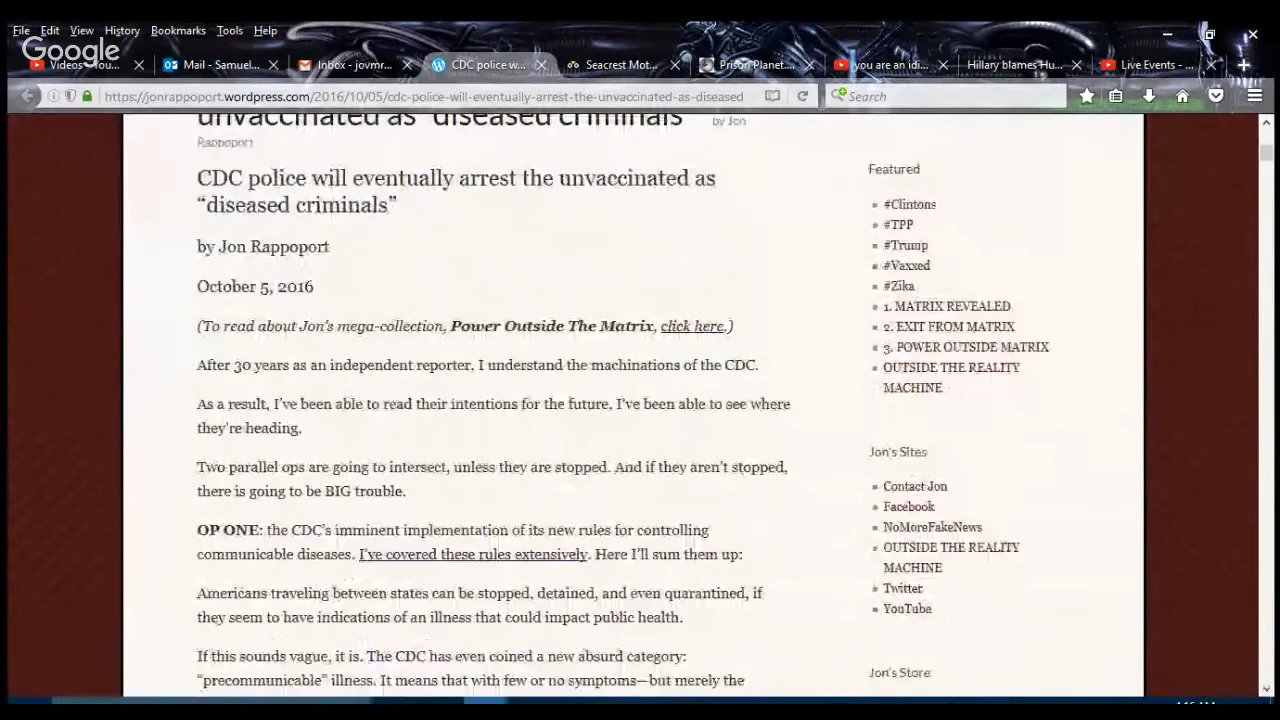 File Edit View History Bookmarks Tools Help
Google
Videos - You... Mail - Samuel... Inbox - jovmr... CDC police w... Seacrest Mot... Prison Planet.... you are an idi... Hillary blames Hu... Live Events - ...
https://jonrappoport.wordpress.com/2016/10/05/cdc-police-will-eventually-arrest-the-unvaccinated-as-diseased
Search
unvaccinated as "diseased criminals" by Jon
Rappoport
CDC police will eventually arrest the unvaccinated as
“diseased criminals”
by Jon Rappoport
October 5, 2016
(To read about Jon's mega-collection, Power Outside The Matrix, click here.)
After 30 years as an independent reporter, I understand the machinations of the CDC.
As a result, I've been able to read their intentions for the future. I've been able to see where
they're heading.
Two parallel ops are going to intersect, unless they are stopped. And if they aren't stopped,
there is going to be BIG trouble.
OP ONE: the CDC's imminent implementation of its new rules for controlling
communicable diseases. I've covered these rules extensively. Here I'll sum them up:
Americans traveling between states can be stopped, detained, and even quarantined, if
they seem to have indications of an illness that could impact public health.
If this sounds vague, it is. The CDC has even coined a new absurd category:
“precommunicable” illness. It means that with few or no symptoms—but merely the
Featured
#Clintons
#TPP
#Trump
#Vaxxed
#Zika
1. MATRIX REVEALED
2. EXIT FROM MATRIX
3. POWER OUTSIDE MATRIX
OUTSIDE THE REALITY
MACHINE
Jon's Sites
Contact Jon
Facebook
NoMoreFakeNews
OUTSIDE THE REALITY
MACHINE
Twitter
YouTube
Jon's Store